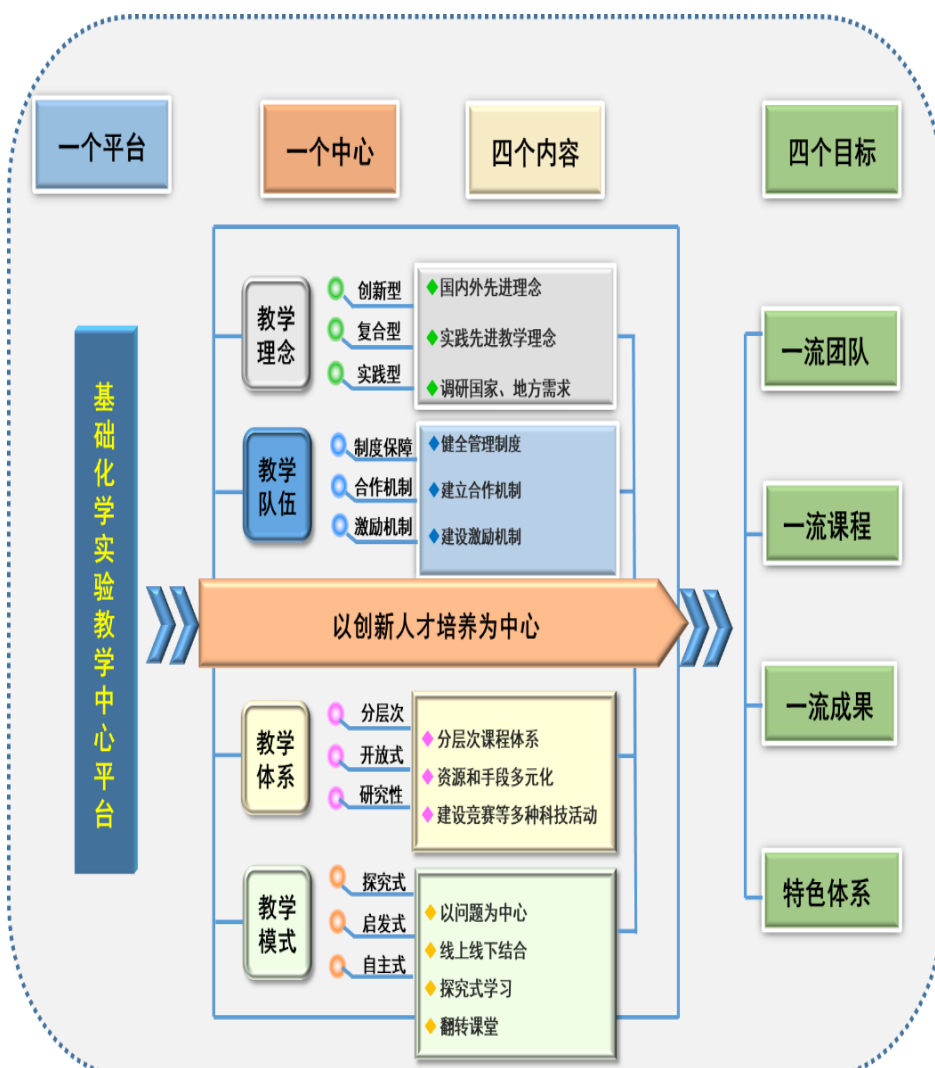 一个平台
一个中心
四个内容
四个目标
基础化学实验教学中心平台
教学
理念
创新型
复合型
实践型
◆国内外先进理念
◆实践先进教学理念
◆调研国家、地方需求
教学
队伍
制度保障
合作机制
激励机制
◆健全管理制度
◆建立合作机制
◆建设激励机制
以创新人才培养为中心
教学
体系
分层次
开放式
研究性
◆分层次课程体系
◆资源和手段多元化
◆建设竞赛等多种科技活动
教学
模式
探究式
启发式
自主式
◆以问题为中心
◆线上线下结合
◆探究式学习
◆翻转课堂
一流团队
一流课程
一流成果
特色体系